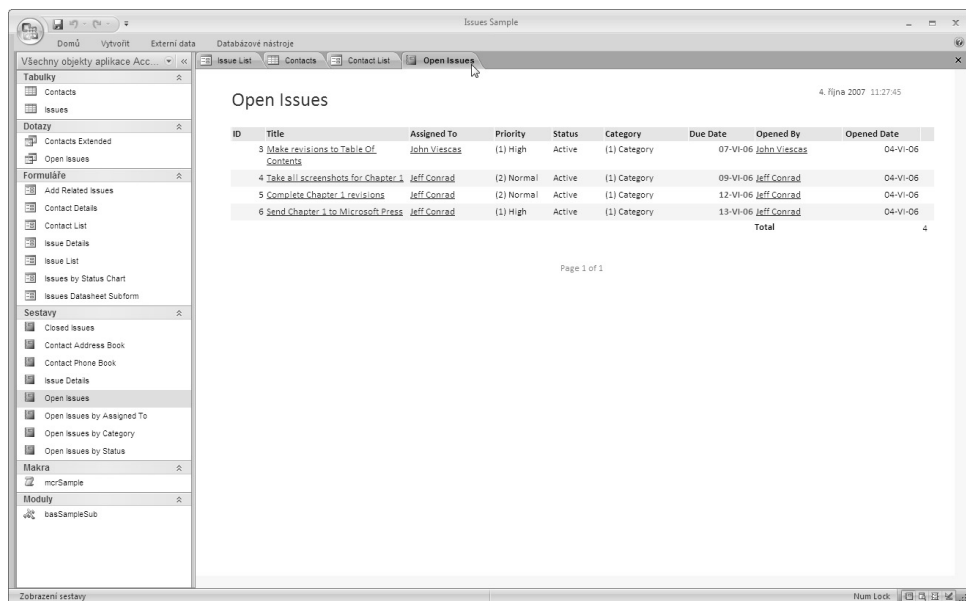 Issues Sample
Domů Vytvořit Externí data Databázové nástroje
Všechny objekty aplikace Acc...
Tabulky
Contacts
Issues
Dotazy
Contacts Extended
Open Issues
Formuláře
Add Related Issues
Contact Details
Contact List
Issue Details
Issue List
Issues by Status Chart
Issues Datasheet Subform
Sestavy
Closed Issues
Contact Address Book
Contact Phone Book
Issue Details
Open Issues
Open Issues by Assigned To
Open Issues by Category
Open Issues by Status
Makra
mcrSample
Moduly
basSampleSub
Issue List Contacts Contact List Open Issues
Open Issues
4. října 2007 11:27:45
ID Title Assigned To Priority Status Category Due Date Opened By Opened Date
3 Make revisions to Table Of John Viescas (1) High Active (1) Category 07-VI-06 John Viescas 04-VI-06
Contents
4 Take all screenshots for Chapter 1 Jeff Conrad (2) Normal Active (1) Category 09-VI-06 Jeff Conrad 04-VI-06
5 Complete Chapter 1 revisions Jeff Conrad (2) Normal Active (1) Category 12-VI-06 Jeff Conrad 04-VI-06
6 Send Chapter 1 to Microsoft Press Jeff Conrad (1) High Active (1) Category 13-VI-06 Jeff Conrad 04-VI-06
Total 4
Page 1 of 1
Zobrazení sestavy Num Lock